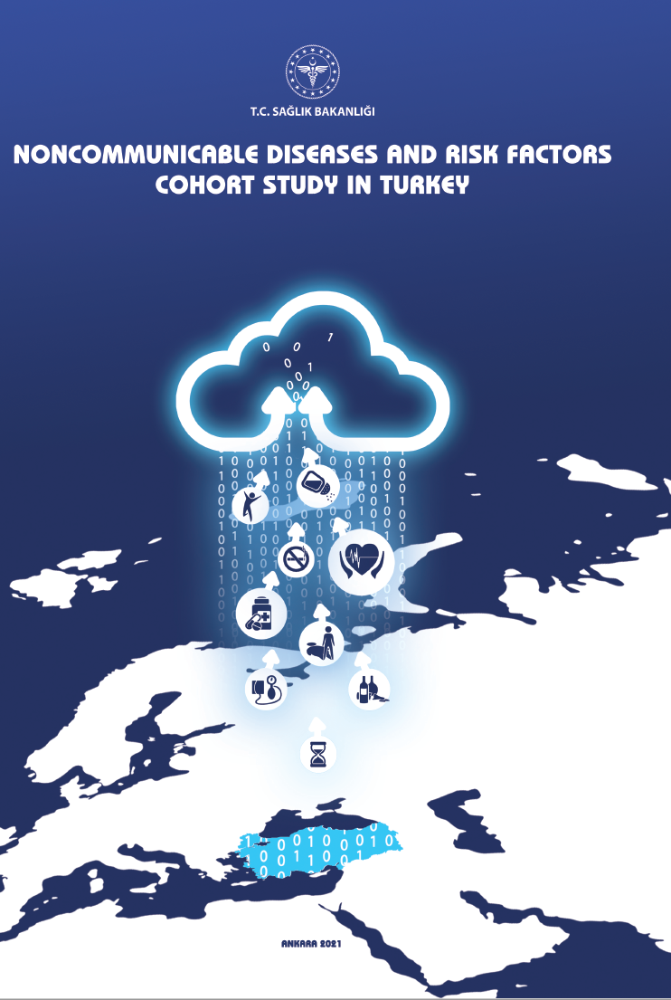 T.C. SAĞLIK BAKANLIĞI
NONCOMMUNICABLE DISEASES AND RISK FACTORS
COHORT STUDY IN TURKEY
ANKARA 2021